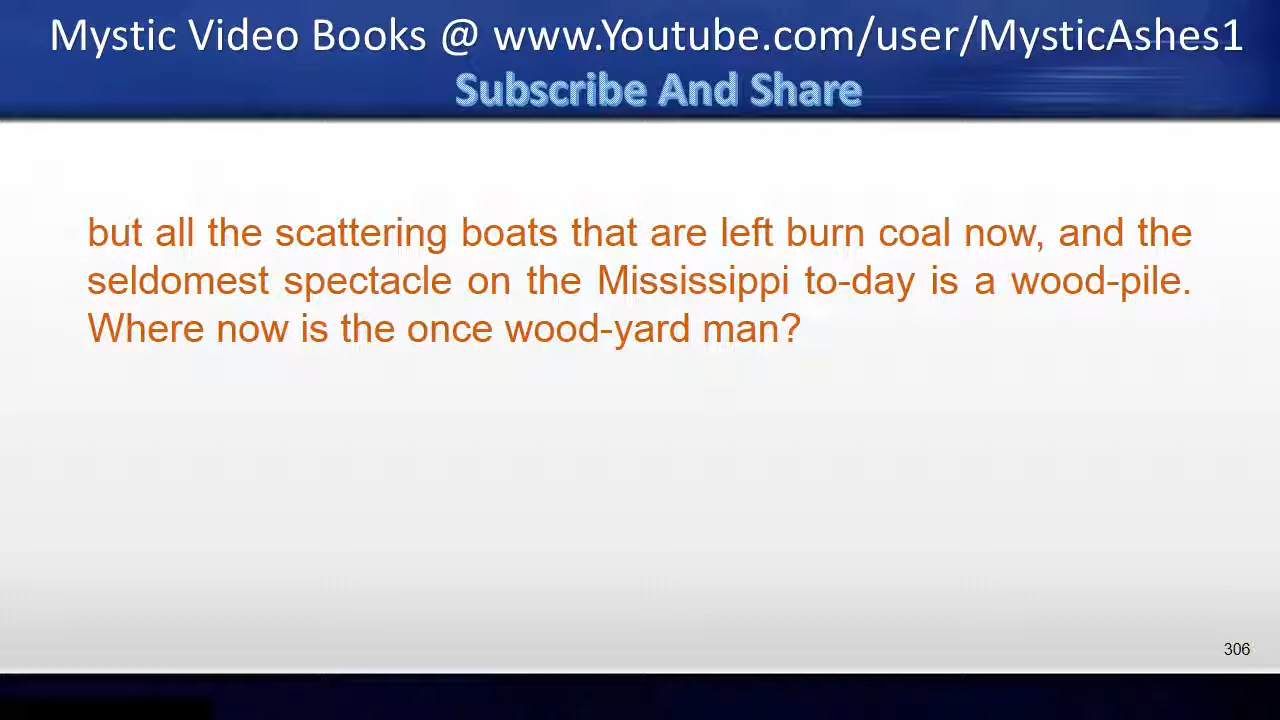 Mystic Video Books @ www.Youtube.com/user/MysticAshes1
Subscribe And Share
but all the scattering boats that are left burn coal now, and the
seldomest spectacle on the Mississippi to-day is a wood-pile.
Where now is the once wood-yard man?
306